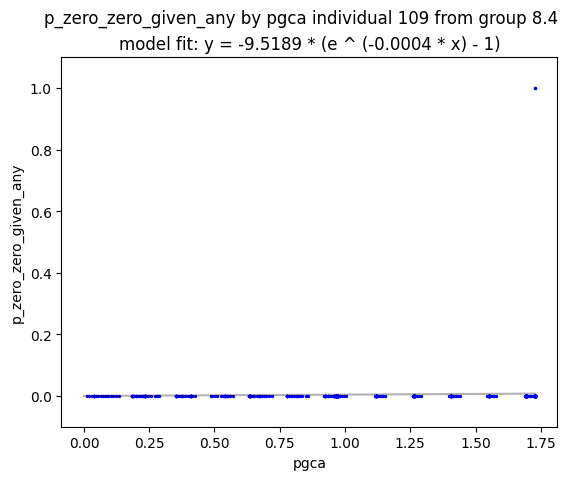 p_zero_zero_given_any by pgca individual 109 from group 8.4
model fit: y = -9.5189 * (e ^ (-0.0004 * x) - 1)
1.0
0.8
0.6
0.4
0.2
0.0
p_zero_zero_given_any
0.00 0.25 0.50 0.75 1.00 1.25 1.50 1.75
pgca